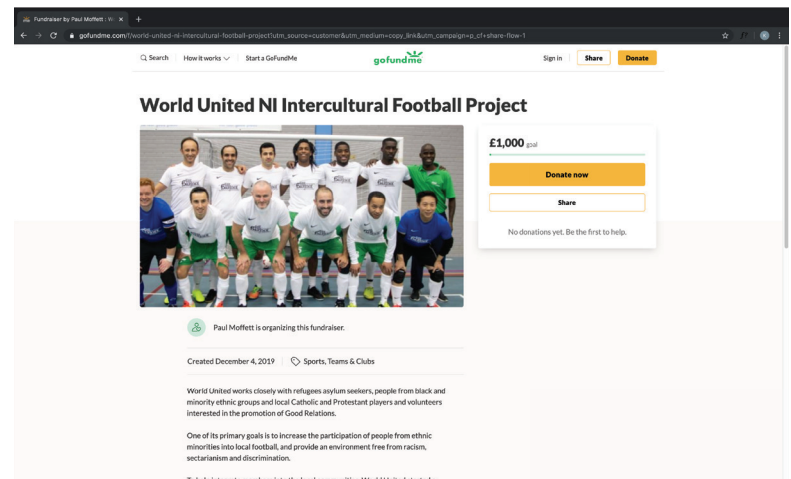 Fundraiser by Paul Moffett : W
gofundme.com/f/world-united-ni-intercultural-football-project?utm_source=customer&utm_medium=copy_link&utm_campaign=p_cf+share-flow-1
Search How it works Start a GoFundMe gofundme Sign in Share Donate
World United NI Intercultural Football Project
£1,000 goal
Donate now
Share
No donations yet. Be the first to help.
Paul Moffett is organizing this fundraiser.
Created December 4, 2019 Sports, Teams & Clubs
World United works closely with refugees asylum seekers, people from black and
minority ethnic groups and local Catholic and Protestant players and volunteers
interested in the promotion of Good Relations.
One of its primary goals is to increase the participation of people from ethnic
minorities into local football, and provide an environment free from racism,
sectarianism and discrimination.